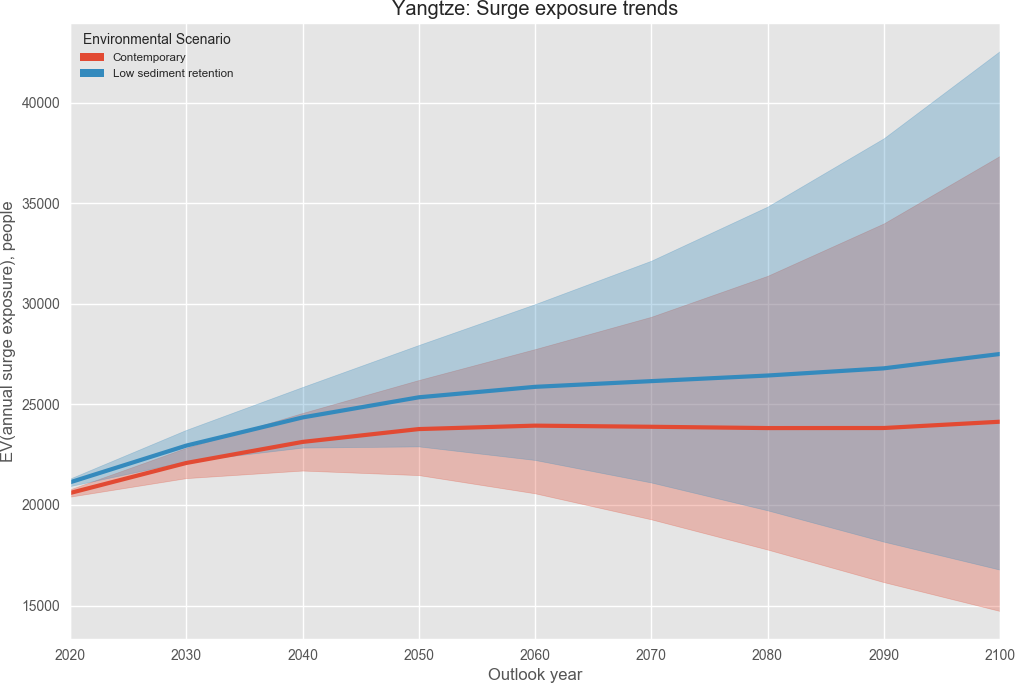 Yangtze: Surge exposure trends
Environmental Scenario
Contemporary
Low sediment retention
EV(annual surge exposure), people
40000
35000
30000
25000
20000
15000
2020 2030 2040 2050 2060 2070 2080 2090 2100
Outlook year